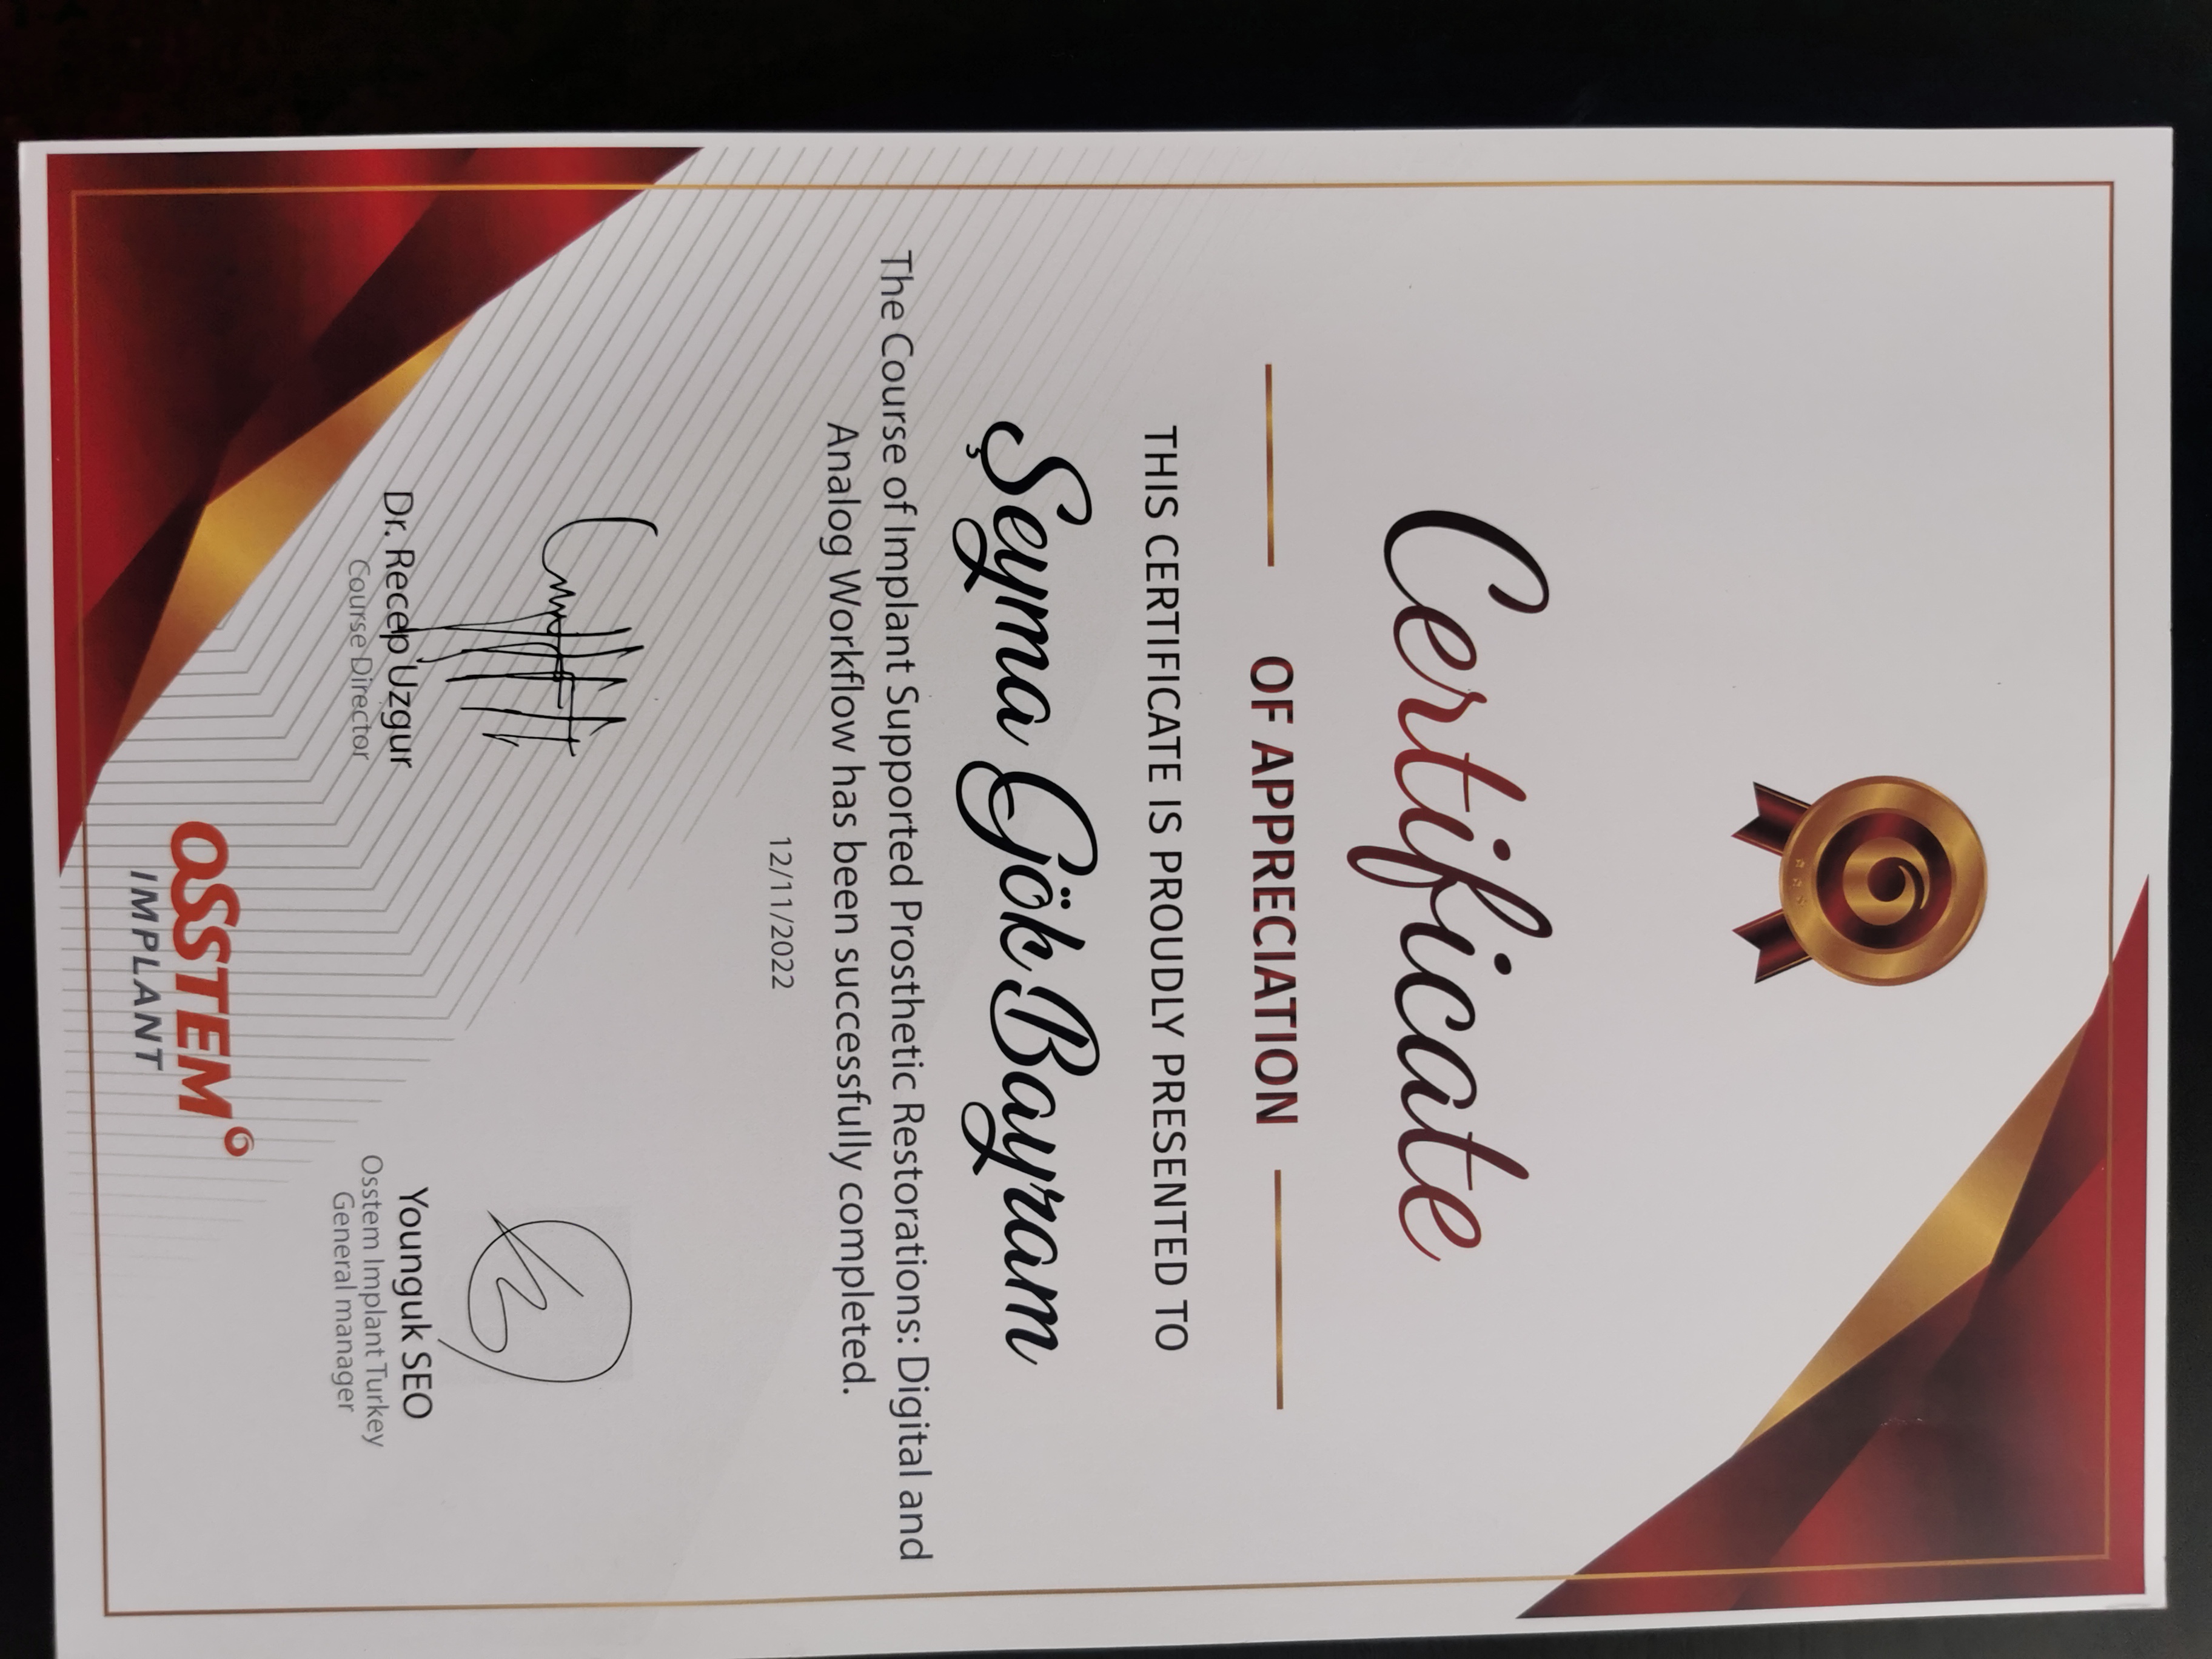 Certificate
OF APPRECIATION
THIS CERTIFICATE IS PROUDLY PRESENTED TO
Şeyma Gök Bayram
The Course of Implant Supported Prosthetic Restorations: Digital and
Analog Workflow has been successfully completed.
12/11/2022
Dr. Recep Uzgur
Course Director
Younguk SEO
Osstem Implant Turkey
General manager
OSSTEM
IMPLANT